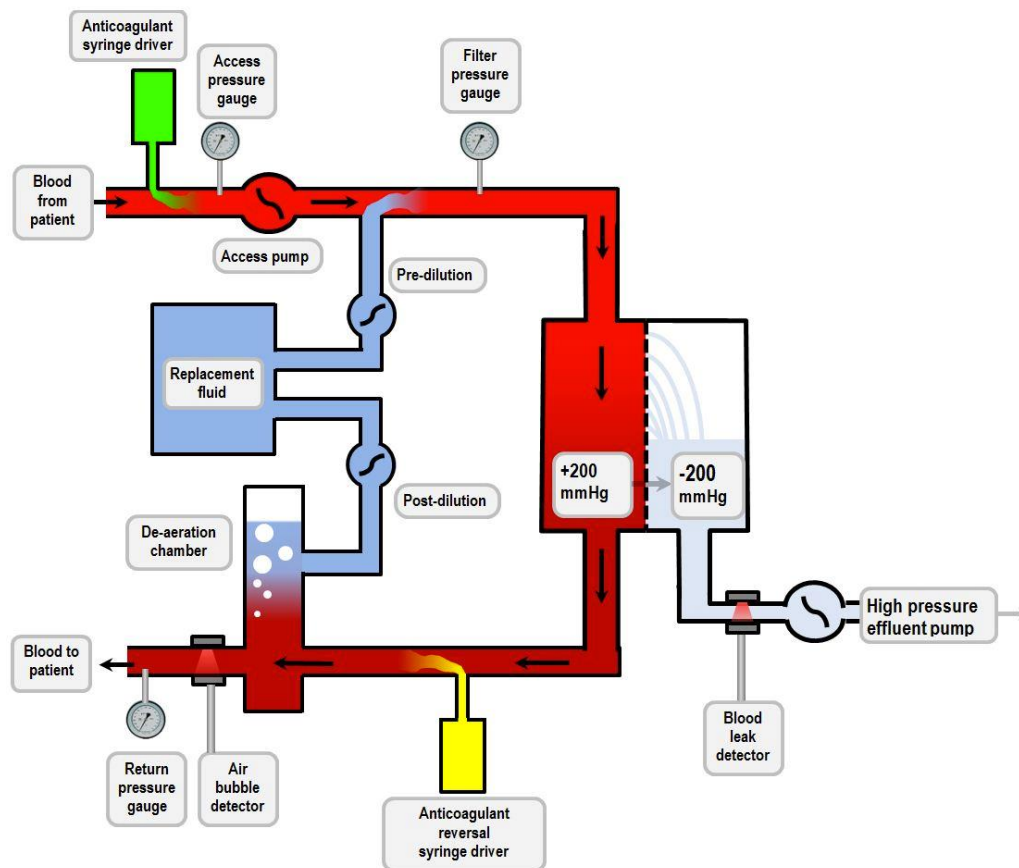 Anticoagulant
syringe driver
Access
pressure
gauge
Filter
pressure
gauge
Blood
from
patient
Access pump
Pre-dilution
Replacement
fluid
+200
mmHg
-200
mmHg
Post-dilution
De-aeration
chamber
High pressure
effluent pump
Blood to
patient
Return
pressure
gauge
Air
bubble
detector
Blood
leak
detector
Anticoagulant
reversal
syringe driver